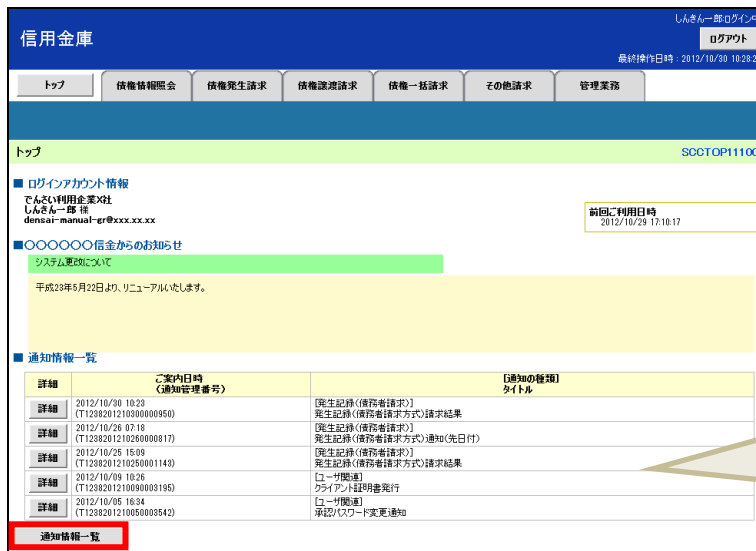 しんきん一郎:ログイン中
信用金庫
ログアウト
最終操作日時:2012/10/30 10:28:2
トップ 債権情報照会 債権発生請求 債権譲渡請求 債権一括請求 その他請求 管理業務
トップ
SCCTOP11100
■ ログインアカウント情報
でんさい利用企業X社
しんきん一郎 様
densai-manual-gr@xxx.xx.xx
前回ご利用日時
2012/10/29 17:10:17
■〇〇〇〇〇〇信金からのお知らせ
システム更改について
平成23年5月22日より、リニューアルいたします。
■ 通知情報一覧
詳細 ご案内日時 [通知の種類]
(通知管理番号) タイトル
詳細 2012/10/30 10:23 [発生記録(債務者請求)]
(T1238201210300000950) 発生記録(債務者請求方式)請求結果
詳細 2012/10/26 07:18 [発生記録(債務者請求)]
(T1238201210260000817) 発生記録(債務者請求方式)通知(先日付)
詳細 2012/10/25 15:09 [発生記録(債務者請求)]
(T1238201210250001143) 発生記録(債務者請求方式)請求結果
詳細 2012/10/09 10:26 [ユーザ関連]
(T1238201210090003195) クライアント証明書発行
詳細 2012/10/05 16:34 [ユーザ関連]
(T1238201210050003542) 承認パスワード変更通知
通知情報一覧